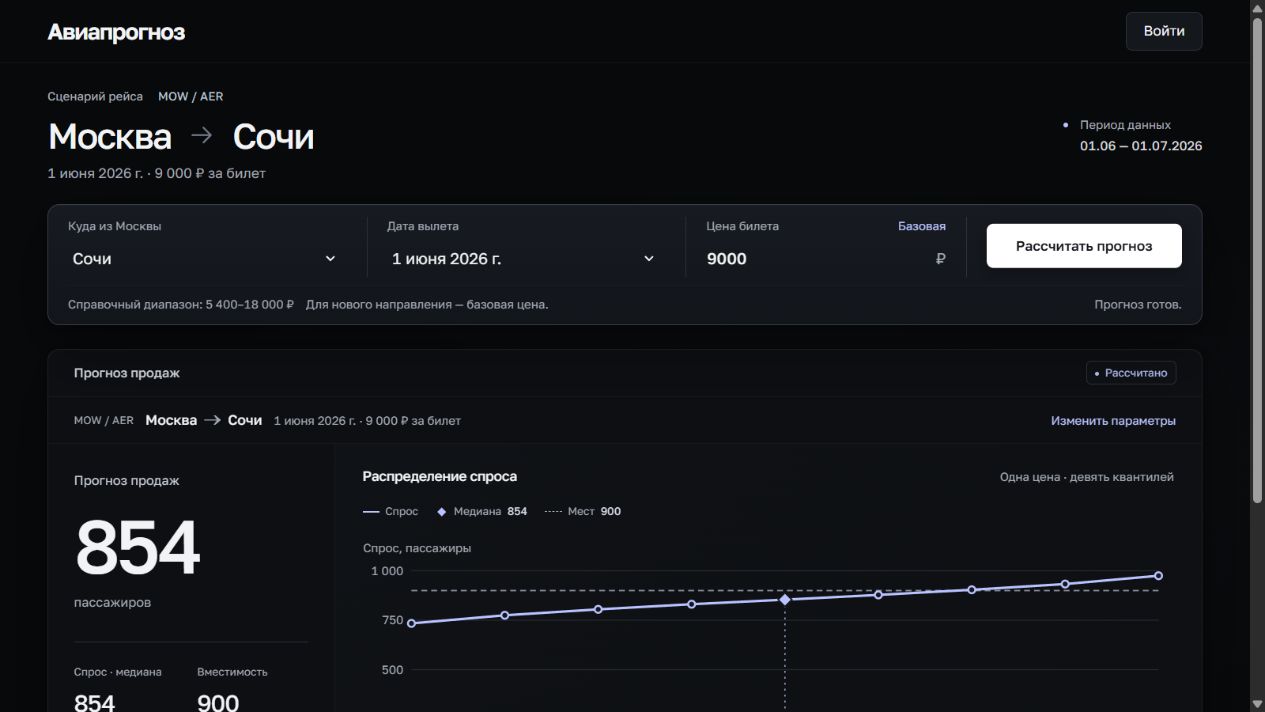 Авиапрогноз
Войти
Сценарий рейса MOW / AER
Москва → Сочи
1 июня 2026 г. · 9 000 ₽ за билет
Период данных
01.06 — 01.07.2026
Куда из Москвы
Сочи
Дата вылета
1 июня 2026 г.
Цена билета Базовая
9000 ₽
Рассчитать прогноз
Справочный диапазон: 5 400–18 000 ₽ Для нового направления — базовая цена.
Прогноз готов.
Прогноз продаж
Рассчитано
MOW / AER Москва → Сочи 1 июня 2026 г. · 9 000 ₽ за билет
Изменить параметры
Прогноз продаж
854
пассажиров
Спрос · медиана
854
Вместимость
900
Распределение спроса
Одна цена · девять квантилей
Спрос Медиана 854 Мест 900
Спрос, пассажиры
1 000
750
500